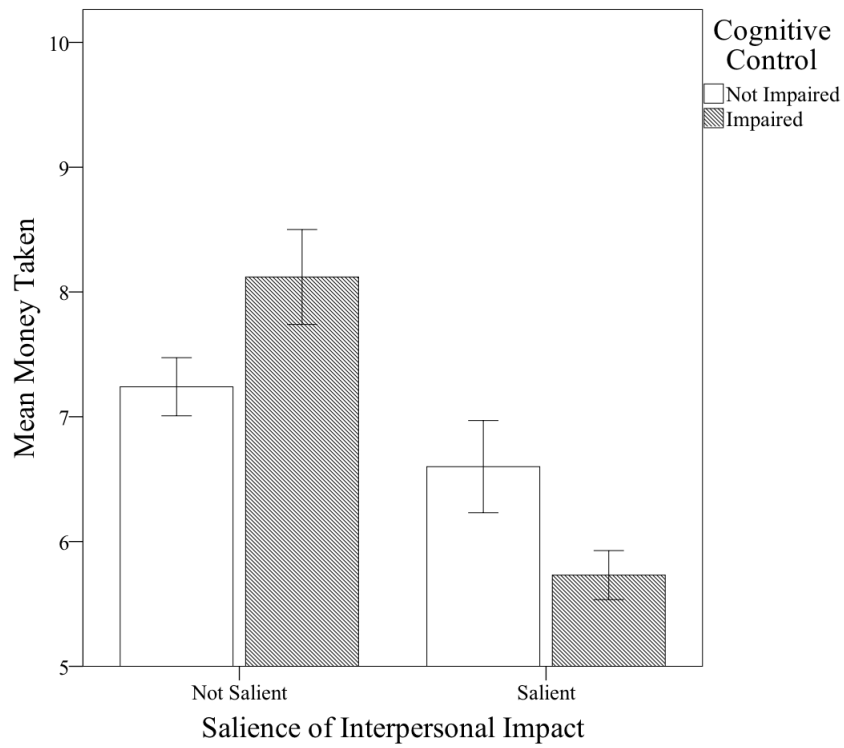 Cognitive
Control
Not Impaired
Impaired
Mean Money Taken
10
9
8
7
6
5
Not Salient
Salient
Salience of Interpersonal Impact